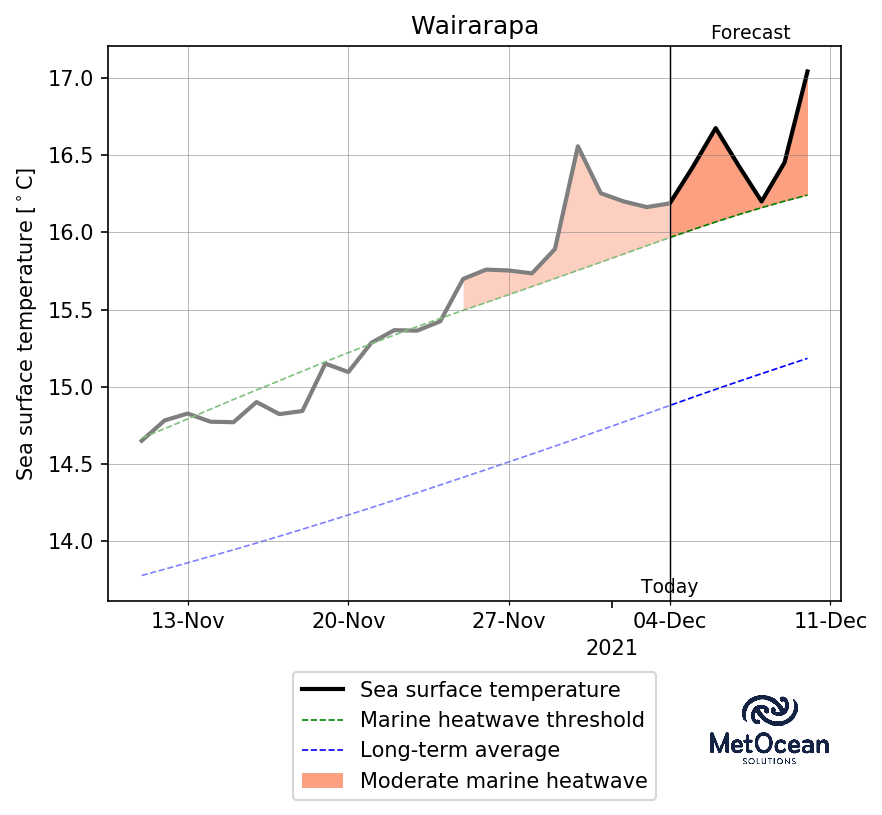 Wairarapa
Forecast
Sea surface temperature [°C]
17.0
16.5
16.0
15.5
15.0
14.5
14.0
Today
13-Nov 20-Nov 27-Nov 04-Dec 11-Dec
2021
Sea surface temperature
Marine heatwave threshold
Long-term average
Moderate marine heatwave
MetOcean
SOLUTIONS